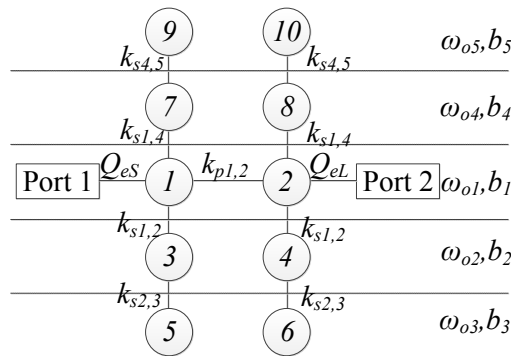 9 10 ω_{o5},b_5
k_{s4,5} k_{s4,5}
7 8 ω_{o4},b_4
k_{s1,4} k_{s1,4}
Port 1 Q_{eS} 1 k_{p1,2} 2 Q_{eL} Port 2 ω_{o1},b_1
k_{s1,2} k_{s1,2}
3 4 ω_{o2},b_2
k_{s2,3} k_{s2,3}
5 6 ω_{o3},b_3